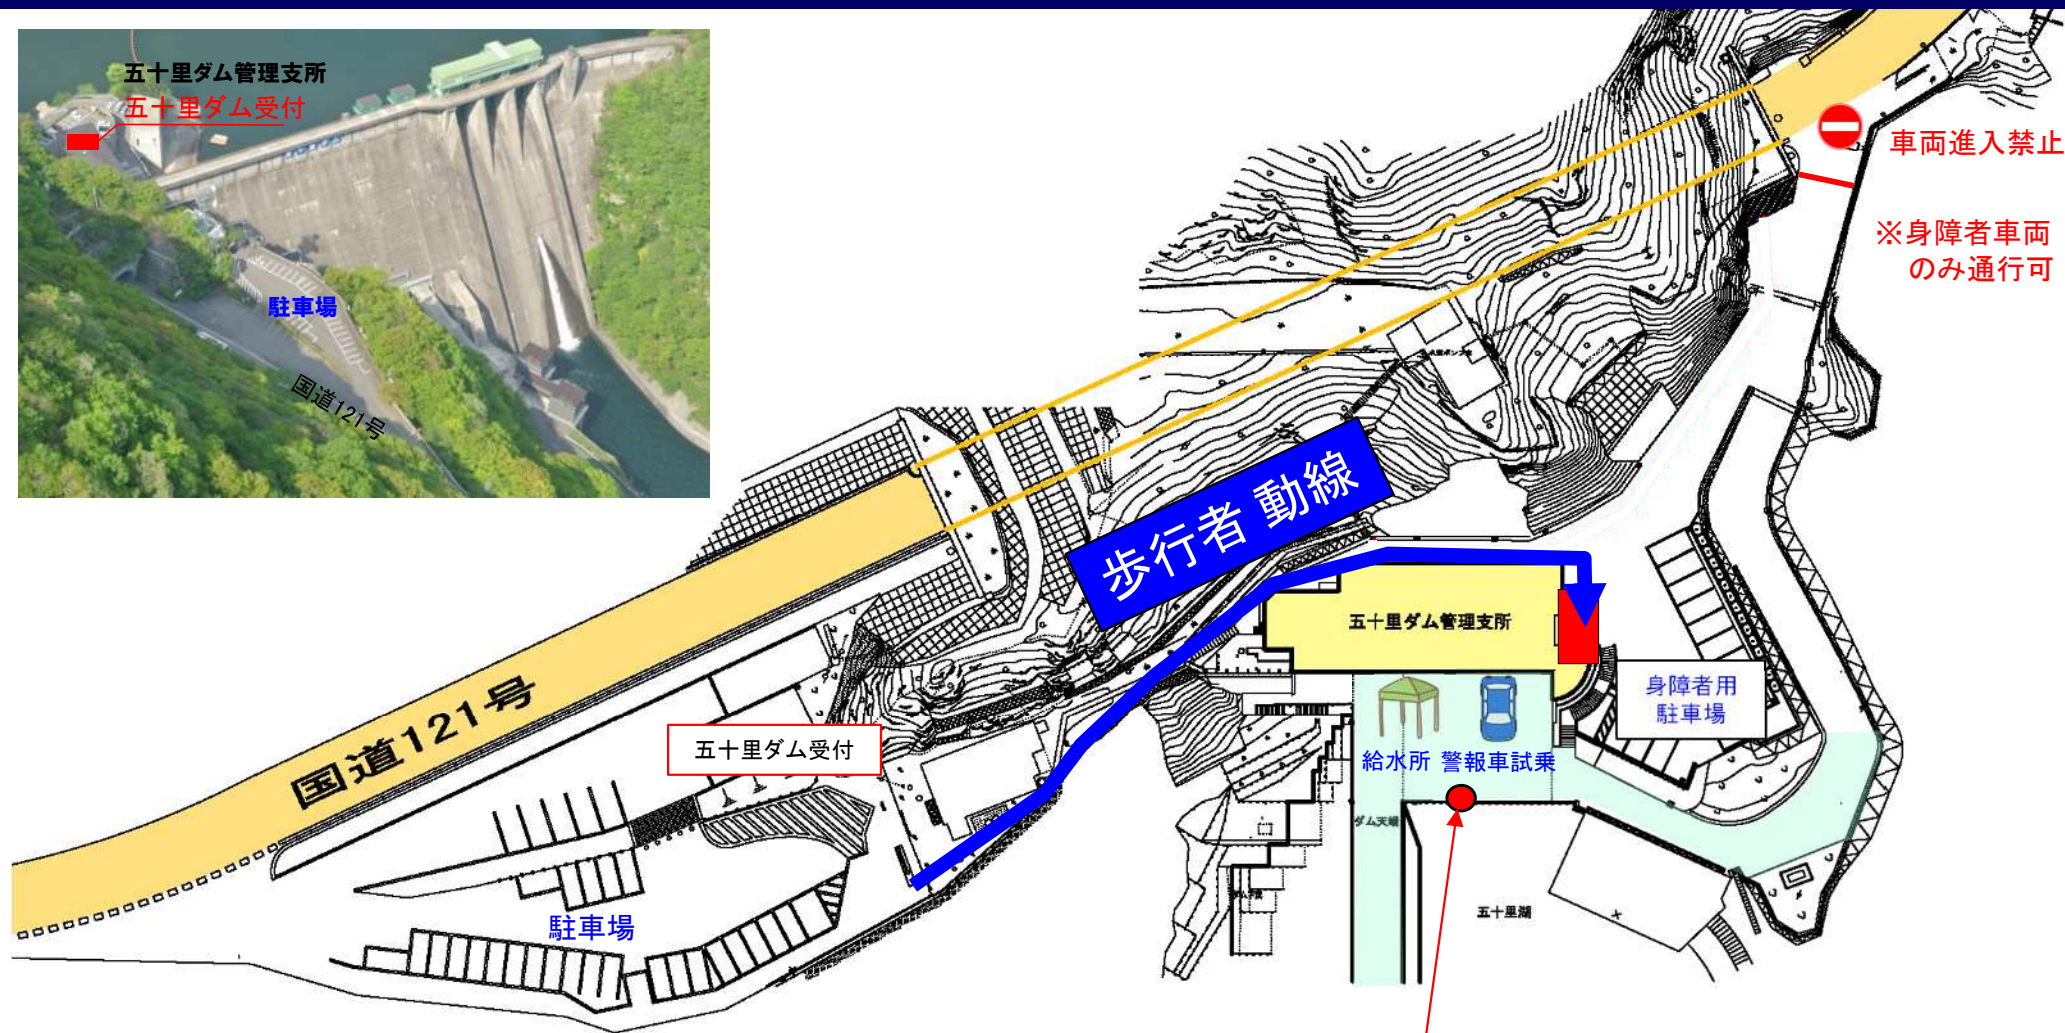 五十里ダム管理支所
五十里ダム受付
駐車場
国道121号
車両進入禁止
※身障者車両
のみ通行可
歩行者 動線
五十里ダム管理支所
身障者用
駐車場
国道121号
五十里ダム受付
給水所 警報車試乗
ダム天端
駐車場
五十里湖